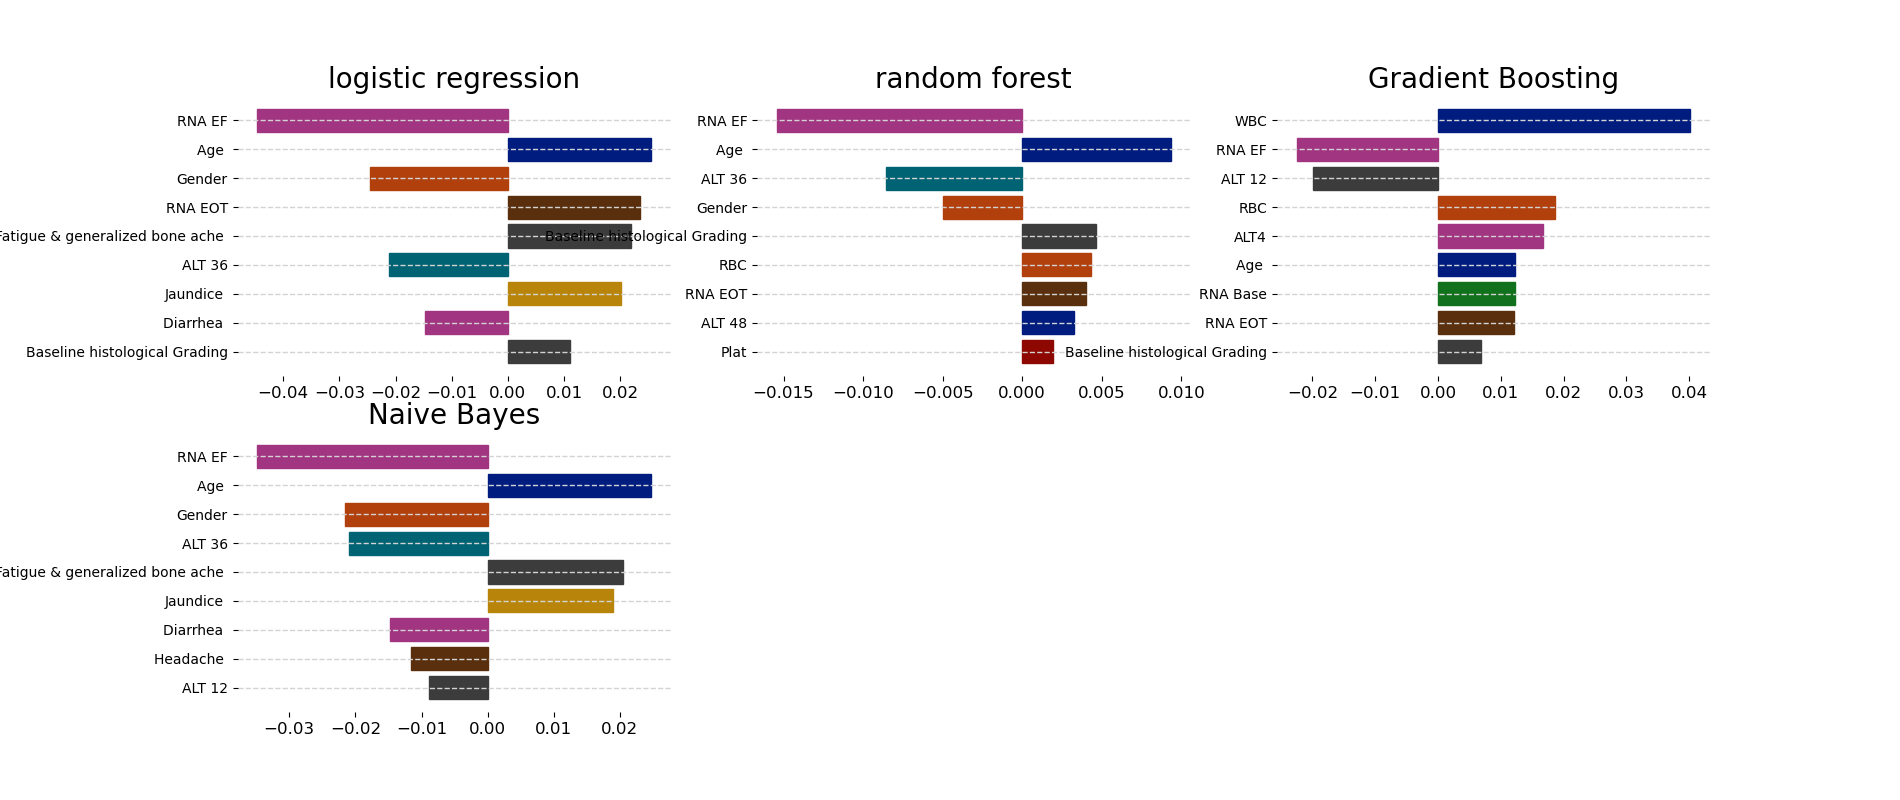 logistic regression
RNA EF
Age
Gender
RNA EOT
Fatigue & generalized bone ache
ALT 36
Jaundice
Diarrhea
Baseline histological Grading
−0.04 −0.03 −0.02 −0.01 0.00 0.01 0.02
random forest
RNA EF
Age
ALT 36
Gender
Baseline histological Grading
RBC
RNA EOT
ALT 48
Plat
−0.015 −0.010 −0.005 0.000 0.005 0.010
Gradient Boosting
WBC
RNA EF
ALT 12
RBC
ALT4
Age
RNA Base
RNA EOT
Baseline histological Grading
−0.02 −0.01 0.00 0.01 0.02 0.03 0.04
Naive Bayes
RNA EF
Age
Gender
ALT 36
Fatigue & generalized bone ache
Jaundice
Diarrhea
Headache
ALT 12
−0.03 −0.02 −0.01 0.00 0.01 0.02